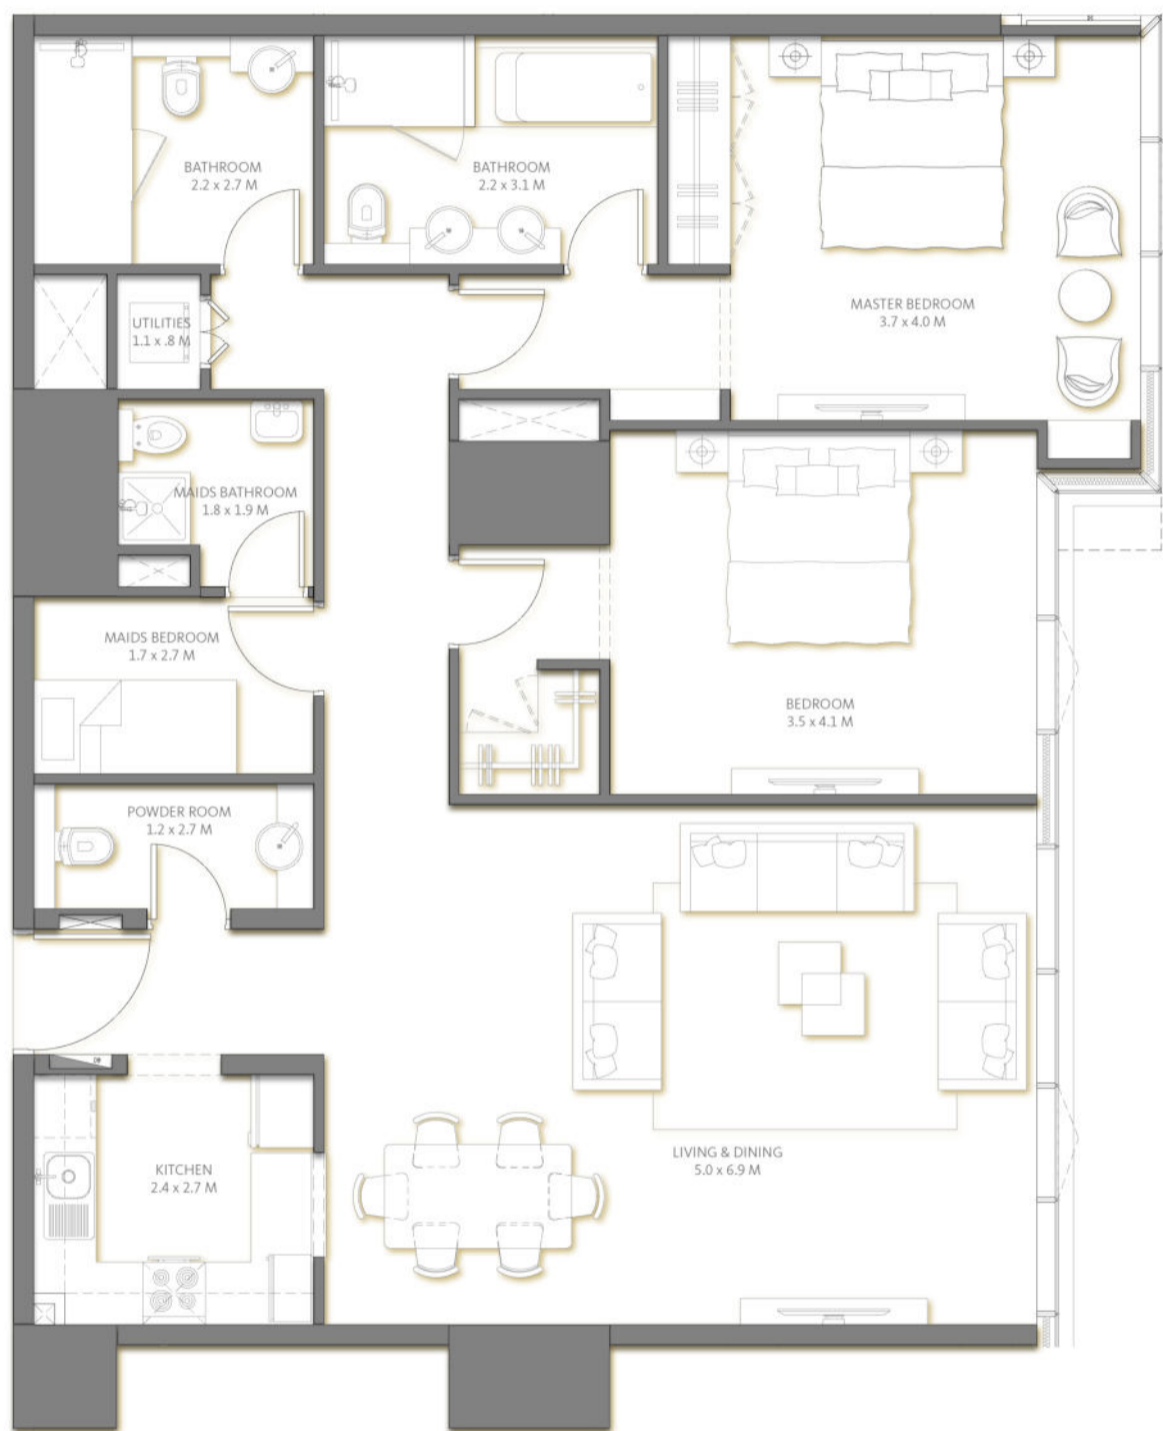 BATHROOM
2.2 x 2.7 M
BATHROOM
2.2 x 3.1 M
MASTER BEDROOM
3.7 x 4.0 M
UTILITIES
1.1 x .8 M
MAIDS BATHROOM
1.8 x 1.9 M
MAIDS BEDROOM
1.7 x 2.7 M
BEDROOM
3.5 x 4.1 M
POWDER ROOM
1.2 x 2.7 M
LIVING & DINING
5.0 x 6.9 M
KITCHEN
2.4 x 2.7 M